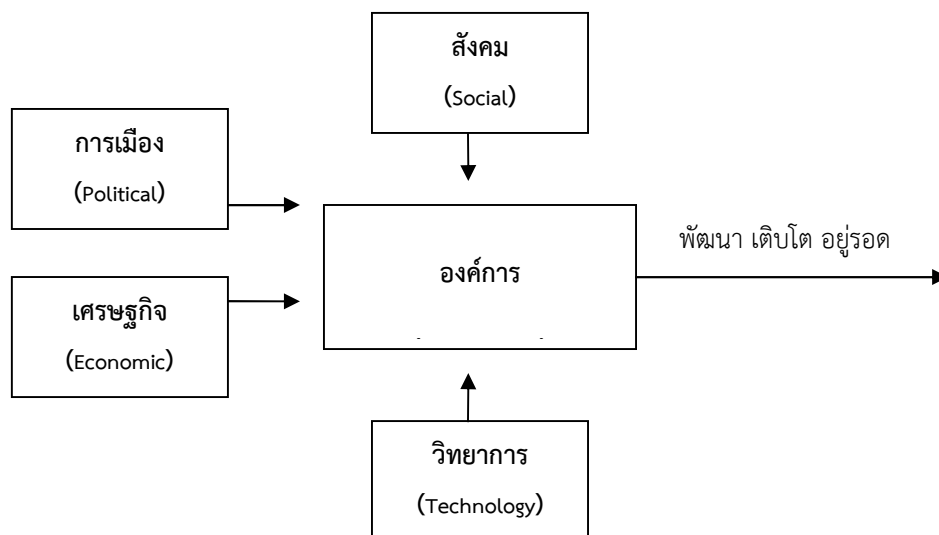 สังคม
(Social)
การเมือง
(Political)
พัฒนา เติบโต อยู่รอด
องค์การ
เศรษฐกิจ
(Economic)
วิทยาการ
(Technology)